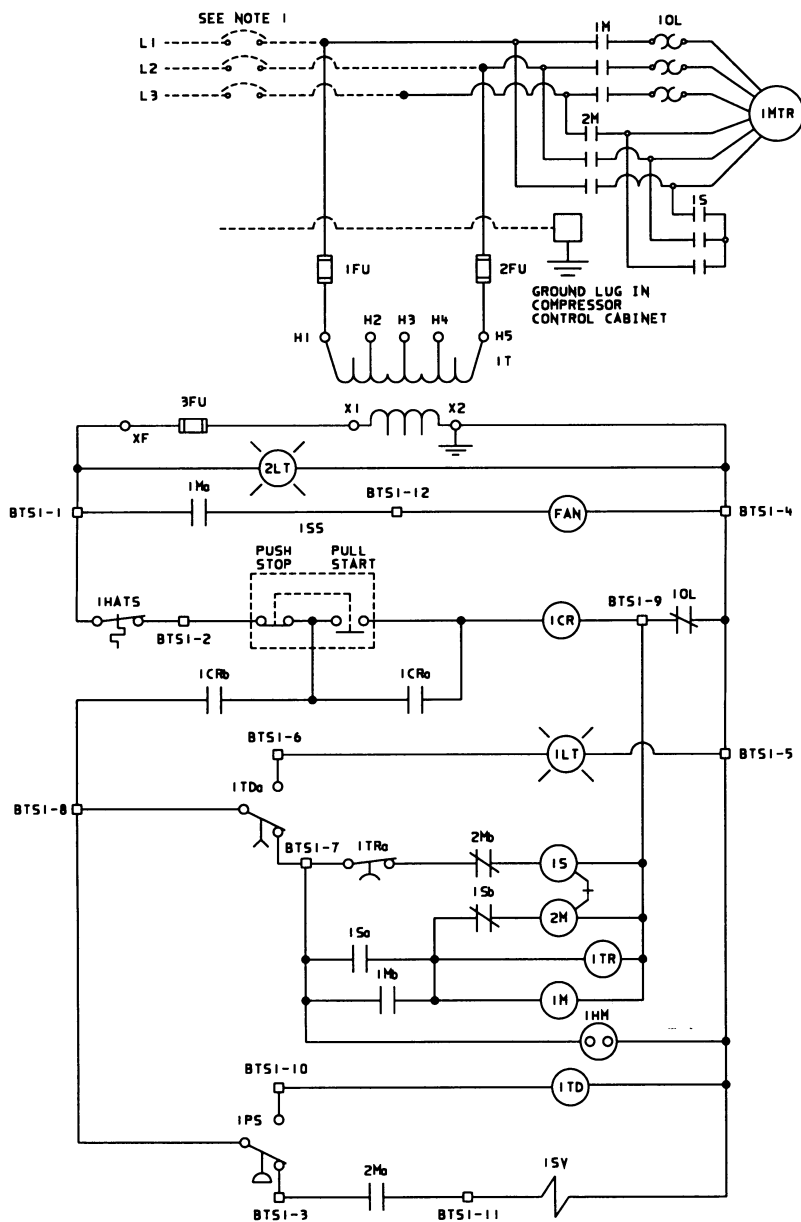 SEE NOTE 1
1M
1OL
L1
L2
L3
1MTR
2M
1S
1FU
2FU
GROUND LUG IN
COMPRESSOR
CONTROL CABINET
H1
H2
H3
H4
H5
1T
3FU
X1
X2
XF
2LT
1Ma
BTS1-12
BTS1-1
FAN
BTS1-4
1SS
PUSH
STOP
PULL
START
1HATS
BTS1-2
1CR
BTS1-9
1OL
1CRb
1CRa
BTS1-6
1LT
BTS1-5
1TDa
BTS1-8
BTS1-7
1TRa
2Mb
1S
1Sb
2M
1Sa
1TR
1Mb
1M
1HM
BTS1-10
1TD
1PS
2Ma
1SV
BTS1-3
BTS1-11